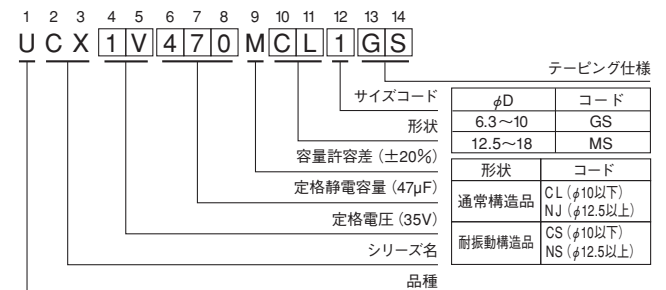 1 2 3 4 5 6 7 8 9 10 11 12 13 14
U C X 1 V 4 7 0 M C L 1 G S
テーピング仕様
サイズコード
形状
容量許容差 (±20%)
定格静電容量 (47µF)
定格電圧 (35V)
シリーズ名
品種
φD コード
6.3～10 GS
12.5～18 MS
形状 コード
通常構造品 CL (φ10以下)
NJ (φ12.5以上)
耐振動構造品 CS (φ10以下)
NS (φ12.5以上)